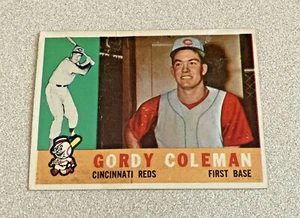 C
GORDY COLEMAN
CINCINNATI REDS FIRST BASE